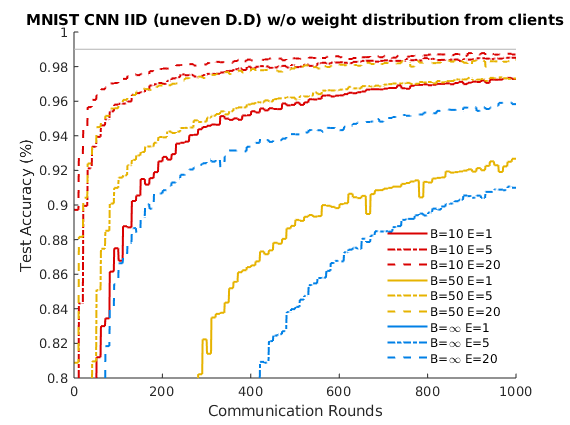 MNIST CNN IID (uneven D.D) w/o weight distribution from clients
Test Accuracy (%)
1
0.98
0.96
0.94
0.92
0.9
0.88
0.86
0.84
0.82
0.8
B=10 E=1
B=10 E=5
B=10 E=20
B=50 E=1
B=50 E=5
B=50 E=20
B=∞ E=1
B=∞ E=5
B=∞ E=20
0 200 400 600 800 1000
Communication Rounds